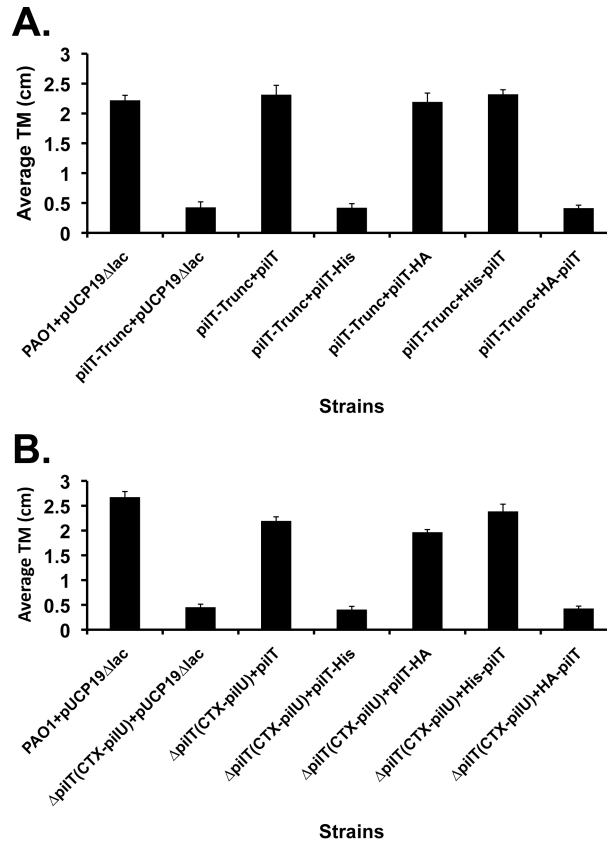 A.
3
2.5
2
1.5
1
0.5
0
Average TM (cm)
PAO1+pUCP19Δlac
pilT-Trunc+pUCP19Δlac
pilT-Trunc+pilT
pilT-Trunc+pilT-His
pilT-Trunc+pilT-HA
pilT-Trunc+His-pilT
pilT-Trunc+HA-pilT
Strains
B.
3
2.5
2
1.5
1
0.5
0
Average TM (cm)
PAO1+pUCP19Δlac
ΔpilT(CTX-pilU)+pUCP19Δlac
ΔpilT(CTX-pilU)+pilT
ΔpilT(CTX-pilU)+pilT-His
ΔpilT(CTX-pilU)+pilT-HA
ΔpilT(CTX-pilU)+His-pilT
ΔpilT(CTX-pilU)+HA-pilT
Strains